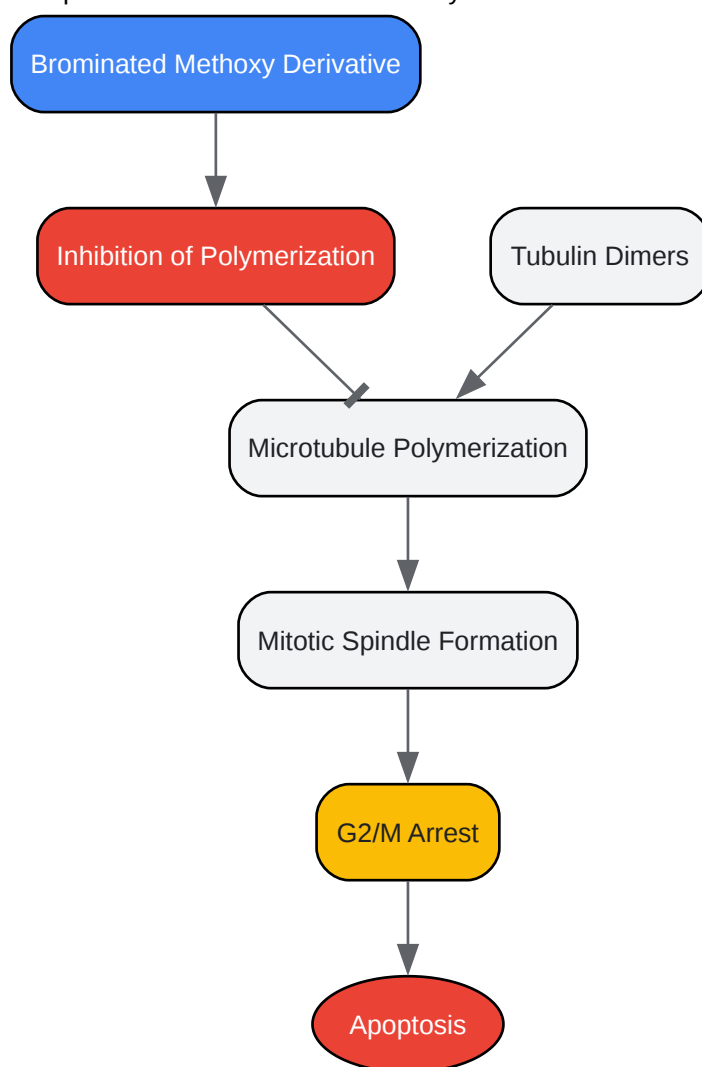 Brominated Methoxy Derivative
Inhibition of Polymerization
Tubulin Dimers
Microtubule Polymerization
Mitotic Spindle Formation
G2/M Arrest
Apoptosis